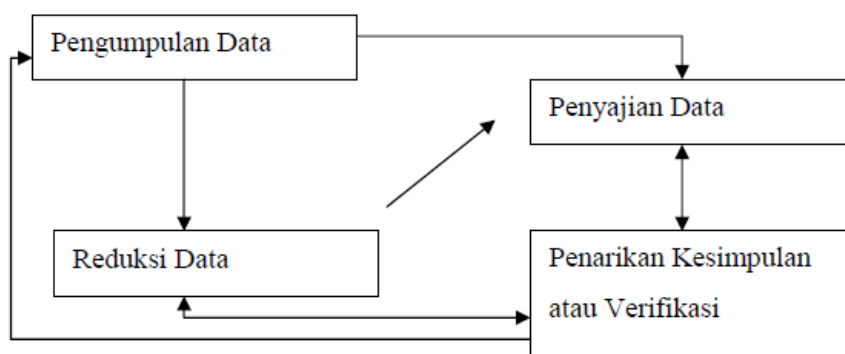 Pengumpulan Data
Penyajian Data
Reduksi Data
Penarikan Kesimpulan
atau Verifikasi